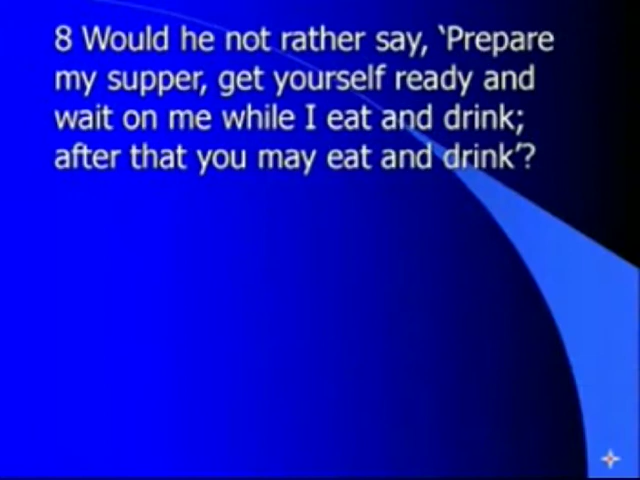 8 Would he not rather say, ‘Prepare
my supper, get yourself ready and
wait on me while I eat and drink;
after that you may eat and drink’?